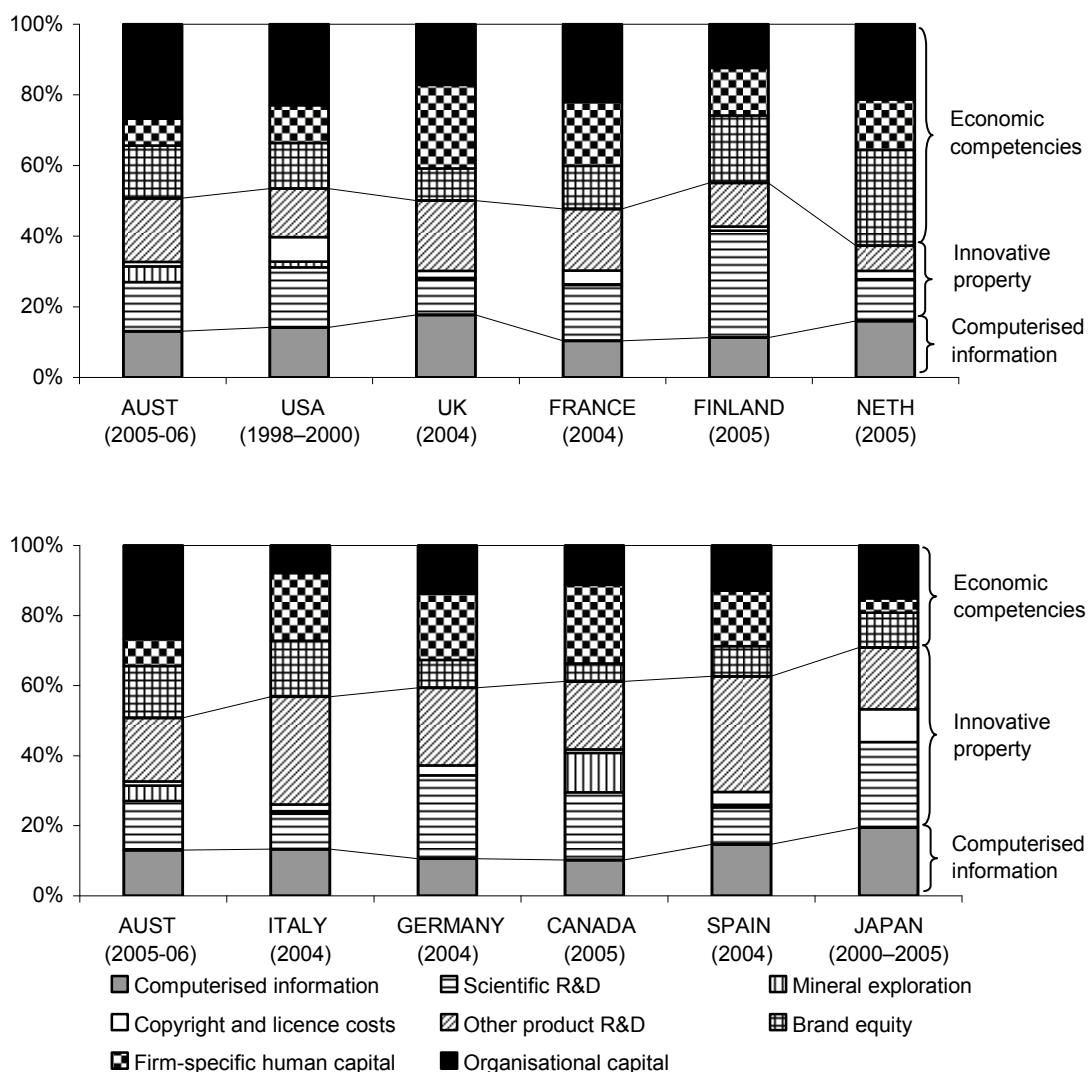 100%
80%
60%
40%
20%
0%
Economic
competencies
Innovative
property
Computerised
information
AUST USA UK FRANCE FINLAND NETH
(2005-06) (1998–2000) (2004) (2004) (2005) (2005)
100%
80%
60%
40%
20%
0%
Economic
competencies
Innovative
property
Computerised
information
AUST ITALY GERMANY CANADA SPAIN JAPAN
(2005-06) (2004) (2004) (2005) (2004) (2000–2005)
Computerised information Scientific R&D Mineral exploration
Copyright and licence costs Other product R&D Brand equity
Firm-specific human capital Organisational capital